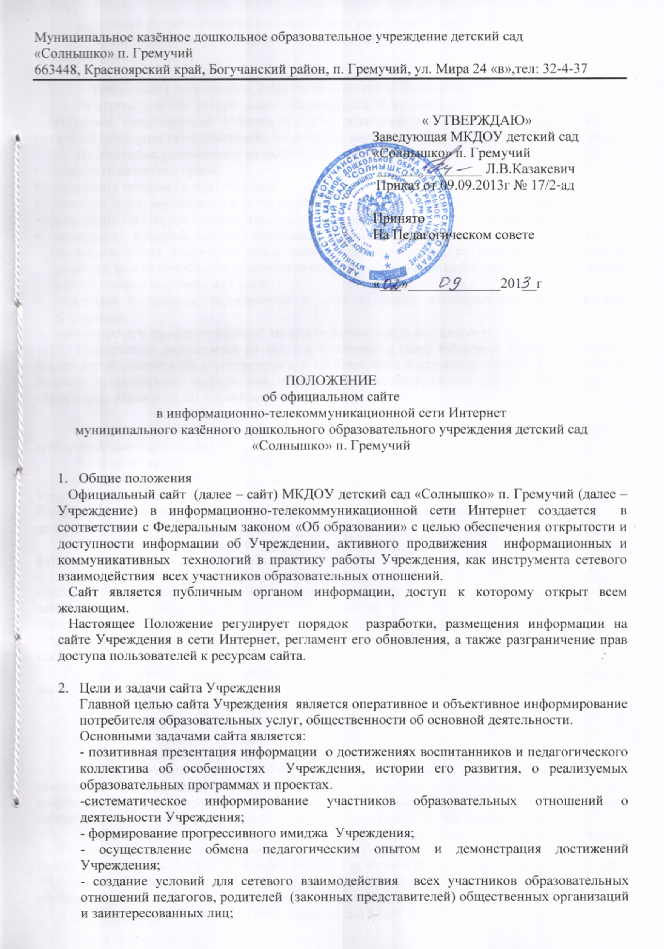 Муниципальное казённое дошкольное образовательное учреждение детский сад
«Солнышко» п. Гремучий
663448, Красноярский край, Богучанский район, п. Гремучий, ул. Мира 24 «в»,тел: 32-4-37
« УТВЕРЖДАЮ»
Заведующая МКДОУ детский сад
«Солнышко» п. Гремучий
Л.В.Казакевич
Приказ от 09.09.2013г № 17/2-ад
Принято
На Педагогическом совете
«02» 09 2013 г
ПОЛОЖЕНИЕ
об официальном сайте
в информационно-телекоммуникационной сети Интернет
муниципального казённого дошкольного образовательного учреждения детский сад
«Солнышко» п. Гремучий
1. Общие положения
Официальный сайт (далее – сайт) МКДОУ детский сад «Солнышко» п. Гремучий (далее –
Учреждение) в информационно-телекоммуникационной сети Интернет создается в
соответствии с Федеральным законом «Об образовании» с целью обеспечения открытости и
доступности информации об Учреждении, активного продвижения информационных и
коммуникативных технологий в практику работы Учреждения, как инструмента сетевого
взаимодействия всех участников образовательных отношений.
Сайт является публичным органом информации, доступ к которому открыт всем
желающим.
Настоящее Положение регулирует порядок разработки, размещения информации на
сайте Учреждения в сети Интернет, регламент его обновления, а также разграничение прав
доступа пользователей к ресурсам сайта.
2. Цели и задачи сайта Учреждения
Главной целью сайта Учреждения является оперативное и объективное информирование
потребителя образовательных услуг, общественности об основной деятельности.
Основными задачами сайта является:
- позитивная презентация информации о достижениях воспитанников и педагогического
коллектива об особенностях Учреждения, истории его развития, о реализуемых
образовательных программах и проектах.
-систематическое информирование участников образовательных отношений о
деятельности Учреждения;
- формирование прогрессивного имиджа Учреждения;
- осуществление обмена педагогическим опытом и демонстрация достижений
Учреждения;
- создание условий для сетевого взаимодействия всех участников образовательных
отношений педагогов, родителей (законных представителей) общественных организаций
и заинтересованных лиц;